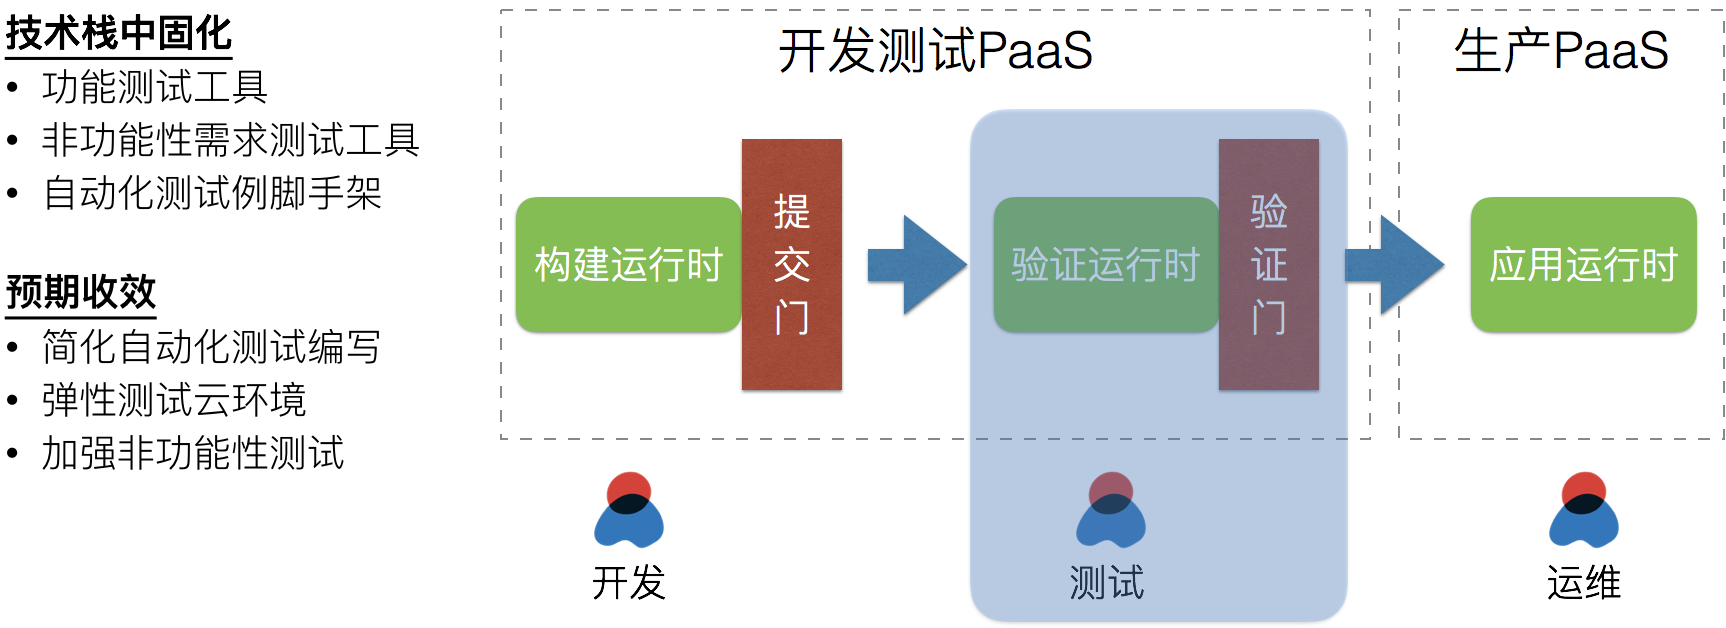 技术栈中固化
• 功能测试工具
• 非功能性需求测试工具
• 自动化测试例脚手架
预期收效
• 简化自动化测试编写
• 弹性测试云环境
• 加强非功能性测试
开发测试PaaS
构建运行时
提交门
验证运行时
验证门
生产PaaS
应用运行时
开发
测试
运维